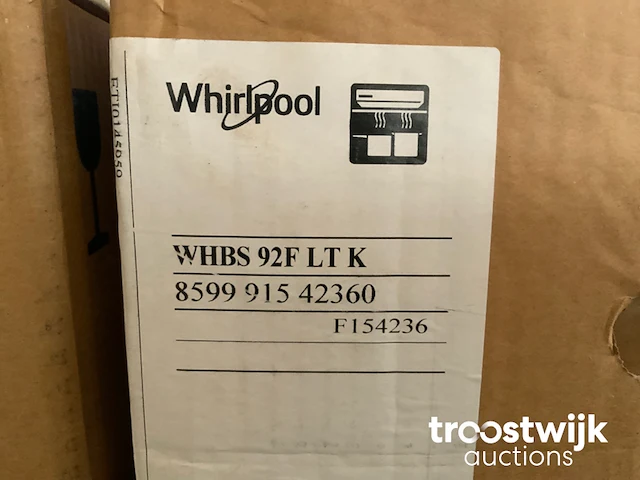 Whirlpool
WHBS 92F LT K
8599 915 42360
F154236
troostwijk
auctions